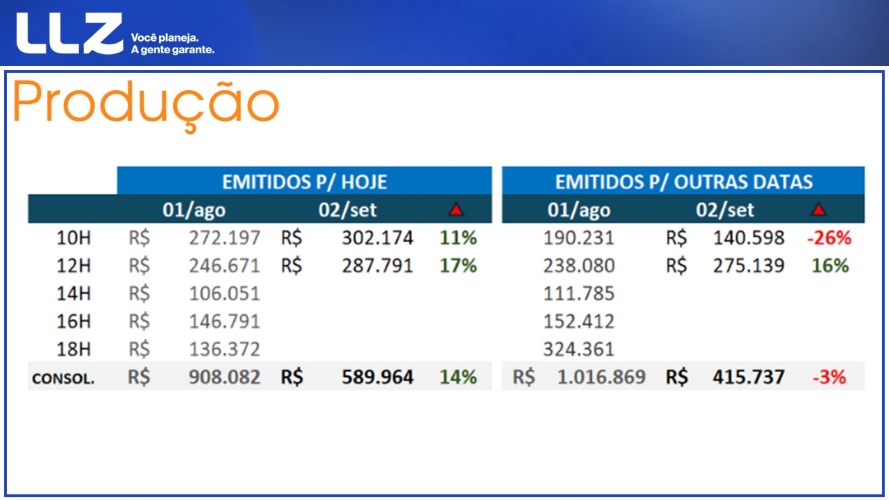 LLZ Você planeja.
A gente garante.
Produção
EMITIDOS P/ HOJE EMITIDOS P/ OUTRAS DATAS
01/ago 02/set 01/ago 02/set
10H R$ 272.197 R$ 302.174 11% 190.231 R$ 140.598 -26%
12H R$ 246.671 R$ 287.791 17% 238.080 R$ 275.139 16%
14H R$ 106.051 111.785
16H R$ 146.791 152.412
18H R$ 136.372 324.361
CONSOL. R$ 908.082 R$ 589.964 14% R$ 1.016.869 R$ 415.737 -3%